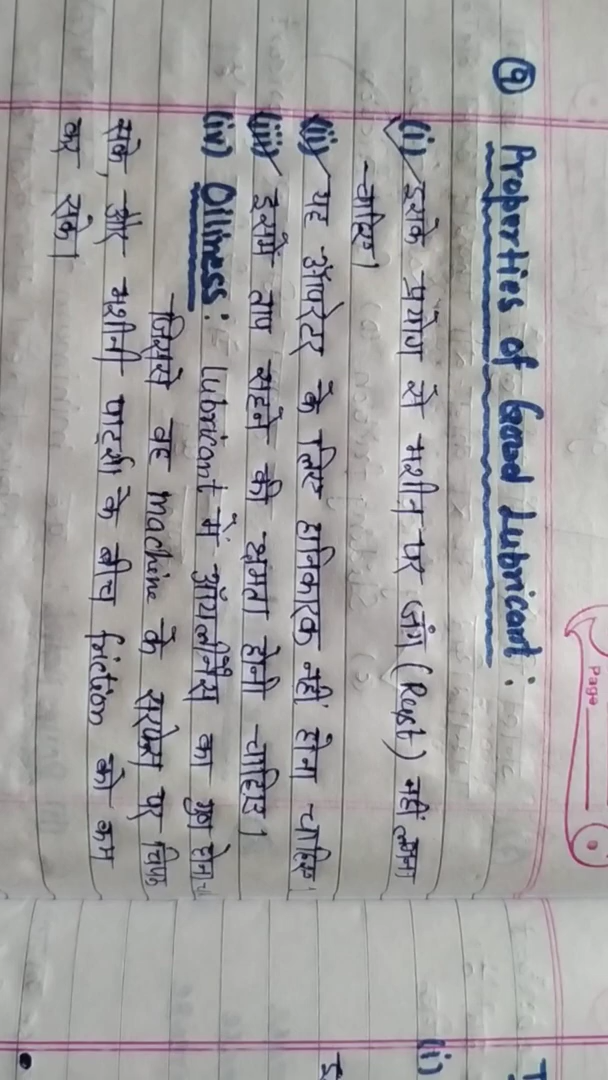 Page
⑨ Properties of Good Lubricant:
(i) इसके प्रयोग से मशीन पर जंग (Rust) नहीं लगना
चाहिए।
(ii) यह ऑपरेटर के लिए हानिकारक नहीं होना चाहिए।
(iii) इसमें ताप सहने की क्षमता होनी चाहिए।
(iv) Oiliness: Lubricant में ऑयलीनैस का गुण होना
जिससे वह machine के सरफेस पर चिपक
सके, और मशीनी पार्ट्स के बीच friction को कम
कर सके।
(i)